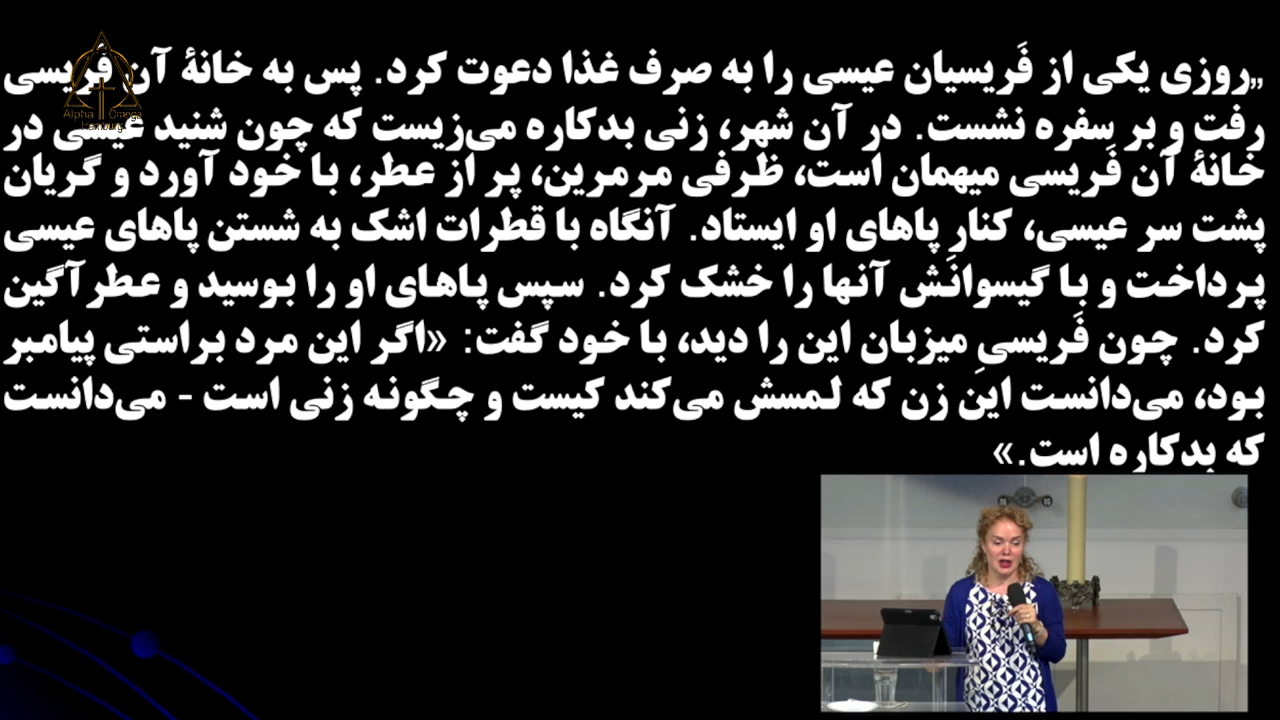 „روزی یکی از فَریسیان عیسی را به صرف غذا دعوت کرد. پس به خانهٔ آن فَریسی
رفت و بر سفره نشست. در آن شهر، زنی بدکاره می‌زیست که چون شنید عیسی در
خانهٔ آن فَریسی میهمان است، ظرفی مرمرین، پر از عطر، با خود آورد و گریان
پشت سر عیسی، کنار پاهای او ایستاد. آنگاه با قطرات اشک به شستن پاهای عیسی
پرداخت و با گیسوانَش آنها را خشک کرد. سپس پاهای او را بوسید و عطرآگین
کرد. چون فَریسیِ میزبان این را دید، با خود گفت: «اگر این مرد براستی پیامبر
بود، می‌دانست این زن که لمسش می‌کند کیست و چگونه زنی است - می‌دانست
که بدکاره است.»
Alpha Omega
Hamburg